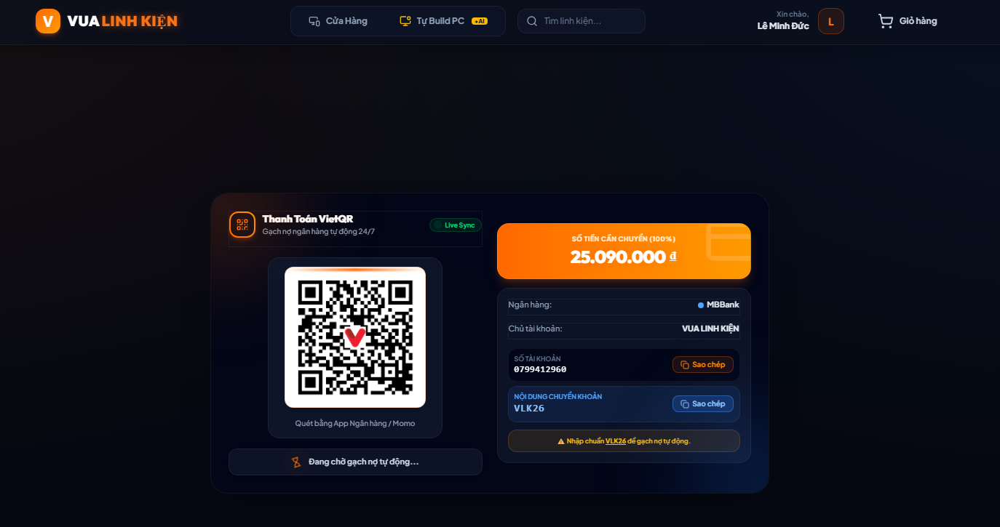 V VUA LINH KIỆN
Cửa Hàng
Tự Build PC +AI
Tìm linh kiện...
Xin chào,
Lê Minh Đức
L
Giỏ hàng
Thanh Toán VietQR
Gạch nợ ngân hàng tự động 24/7
Live Sync
Quét bằng App Ngân hàng / Momo
Đang chờ gạch nợ tự động...
SỐ TIỀN CẦN CHUYỂN (100%)
25.090.000 đ
Ngân hàng:
MBBank
Chủ tài khoản:
VUA LINH KIỆN
SỐ TÀI KHOẢN
0799412960
Sao chép
NỘI DUNG CHUYỂN KHOẢN
VLK26
Sao chép
Nhập chuẩn VLK26 để gạch nợ tự động.